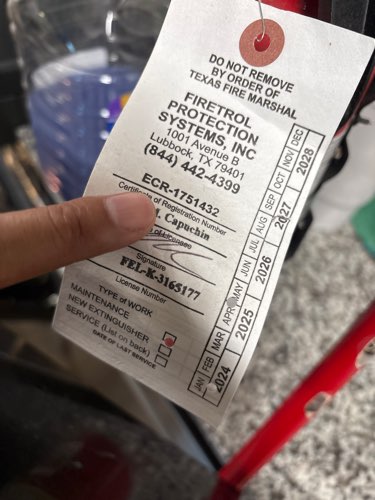 DO NOT REMOVE
BY ORDER OF
TEXAS FIRE MARSHAL
FIRETROL
PROTECTION
SYSTEMS, INC
1001 Avenue B
Lubbock, TX 79401
(844) 442-4399
ECR-1751432
Certificate of Registration Number
Capuchin
of Licensee
Signature
FEL-K-3165177
License Number
TYPE of WORK
MAINTENANCE
NEW EXTINGUISHER
SERVICE (List on back)
DATE OF LAST SERVICE
JAN FEB MAR APR MAY JUN JUL AUG SEP OCT NOV DEC
2024 2025 2026 2027 2028